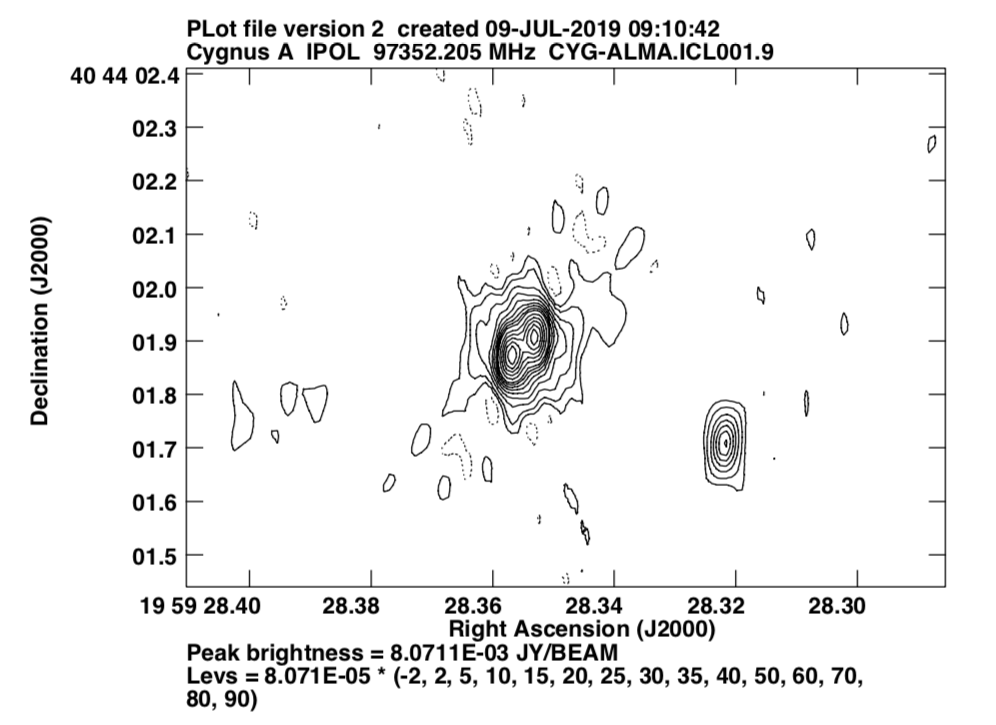 PLot file version 2 created 09-JUL-2019 09:10:42
Cygnus A IPOL 97352.205 MHz CYG-ALMA.ICL001.9
40 44 02.4
02.3
02.2
02.1
02.0
01.9
01.8
01.7
01.6
01.5
Declination (J2000)
19 59 28.40 28.38 28.36 28.34 28.32 28.30
Right Ascension (J2000)
Peak brightness = 8.0711E-03 JY/BEAM
Levs = 8.071E-05 * (-2, 2, 5, 10, 15, 20, 25, 30, 35, 40, 50, 60, 70,
80, 90)